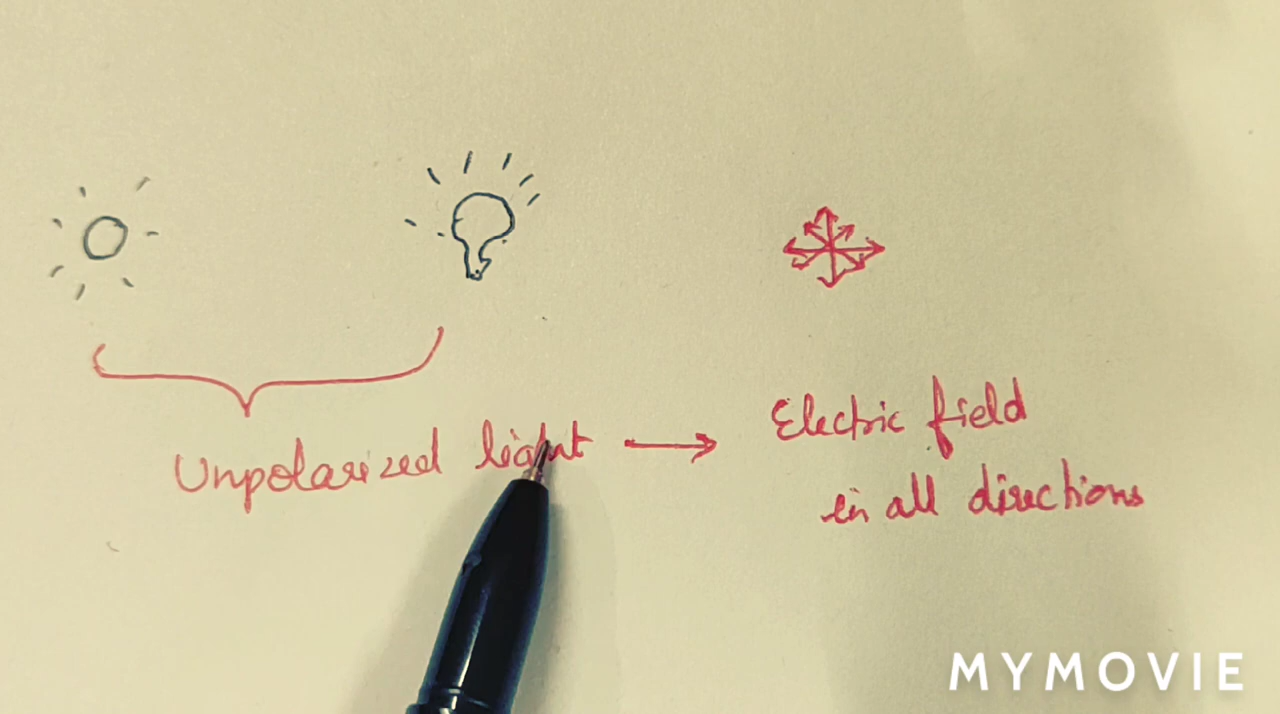 Unpolarized light → Electric field
in all directions
MYMOVIE